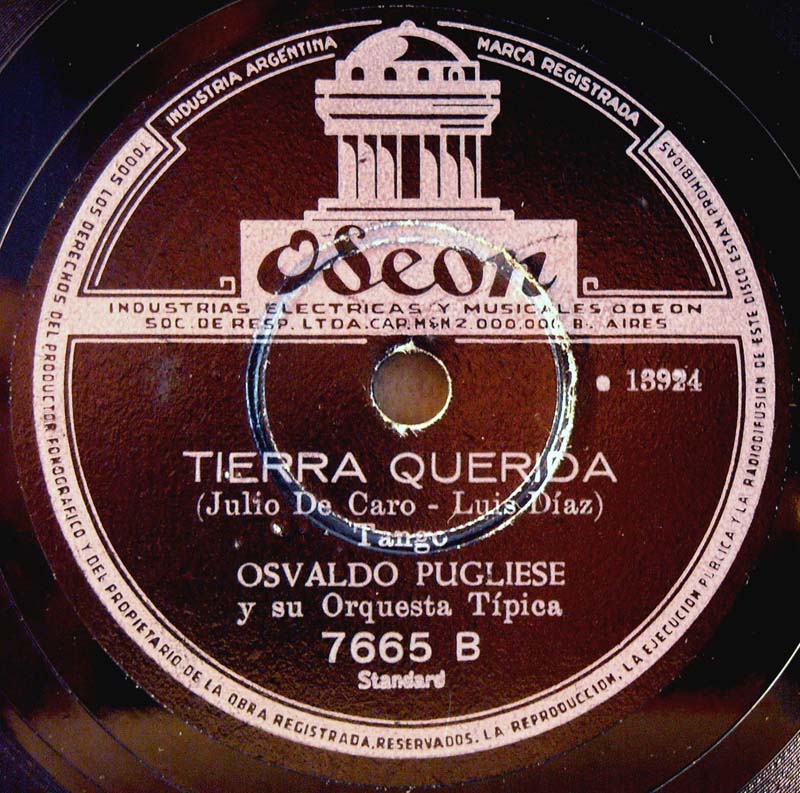 INDUSTRIA ARGENTINA
MARCA REGISTRADA
TODOS LOS DERECHOS DEL PRODUCTOR FONOGRAFICO Y DEL PROPIETARIO DE LA OBRA REGISTRADA, RESERVADOS. LA REPRODUCCION, LA EJECUCION PUBLICA Y LA RADIODIFUSION DE ESTE DISCO ESTAN PROHIBIDAS
Odeon
INDUSTRIAS ELECTRICAS Y MUSICALES ODEON
SOC. DE RESP. LTDA. CAP. M$N 2.000.000 B. AIRES
• 13924
TIERRA QUERIDA
(Julio De Caro - Luis Díaz)
Tango
OSVALDO PUGLIESE
y su Orquesta Típica
7665 B
Standard